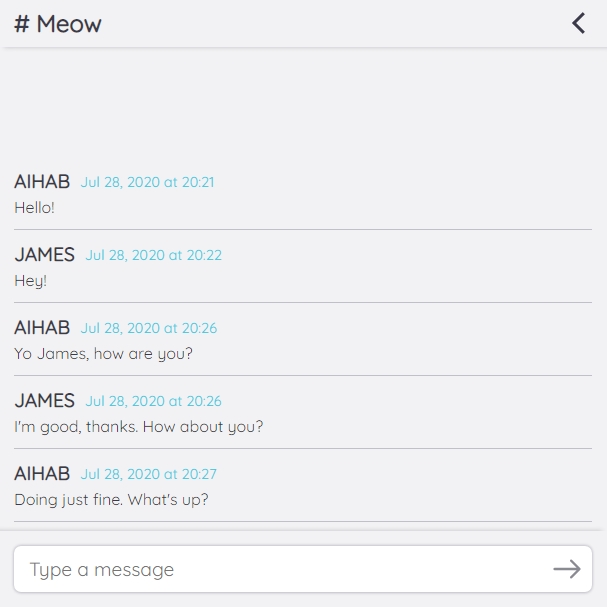 # Meow
AIHAB Jul 28, 2020 at 20:21
Hello!
JAMES Jul 28, 2020 at 20:22
Hey!
AIHAB Jul 28, 2020 at 20:26
Yo James, how are you?
JAMES Jul 28, 2020 at 20:26
I'm good, thanks. How about you?
AIHAB Jul 28, 2020 at 20:27
Doing just fine. What's up?
Type a message